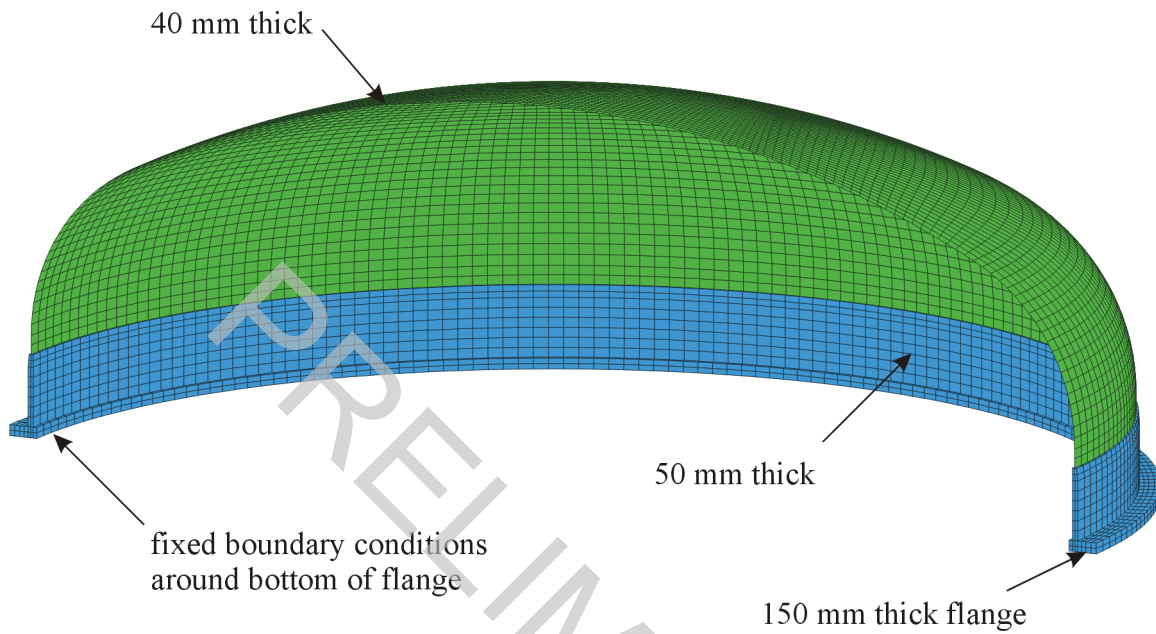 40 mm thick
50 mm thick
fixed boundary conditions
around bottom of flange
150 mm thick flange
PRELIM